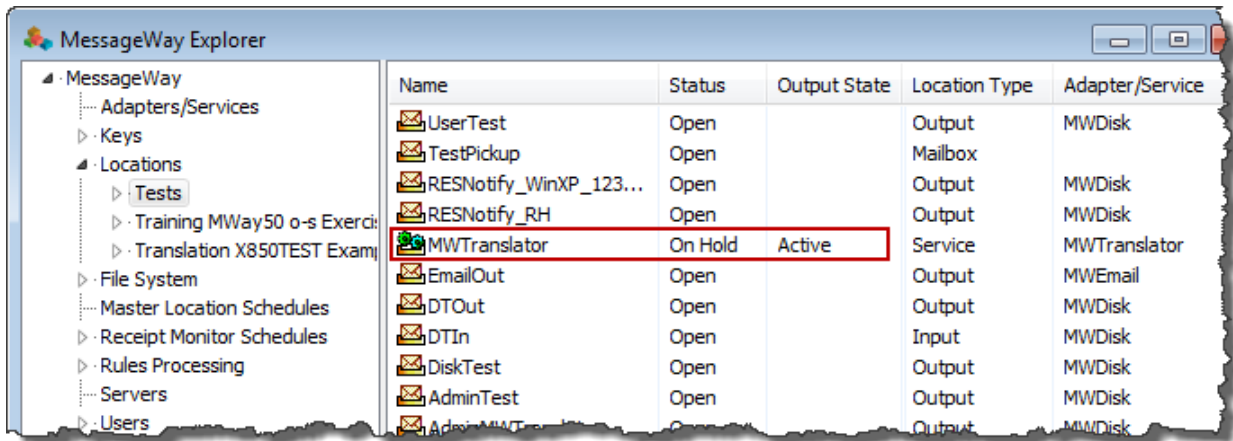 MessageWay Explorer
MessageWay
Adapters/Services
Keys
Locations
Tests
Training MWay50 o-s Exerci
Translation X850TEST Examp
File System
Master Location Schedules
Receipt Monitor Schedules
Rules Processing
Servers
Users
Name Status Output State Location Type Adapter/Service
UserTest Open Output MWDisk
TestPickup Open Mailbox
RESNotify_WinXP_123... Open Output MWDisk
RESNotify_RH Open Output MWDisk
MWTranslator On Hold Active Service MWTranslator
EmailOut Open Output MWEmail
DTOut Open Output MWDisk
DTIn Open Input MWDisk
DiskTest Open Output MWDisk
AdminTest Open Output MWDisk
Output MWDisk